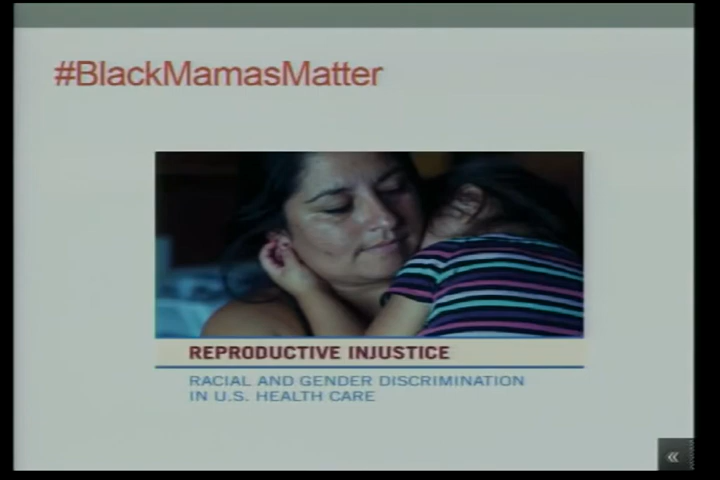 #BlackMamasMatter
REPRODUCTIVE INJUSTICE
RACIAL AND GENDER DISCRIMINATION
IN U.S. HEALTH CARE